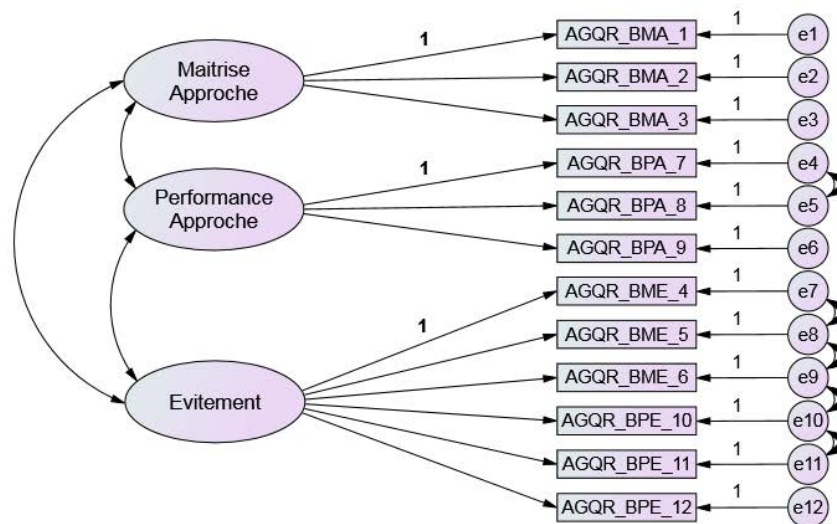 Maitrise
Approche
Performance
Approche
Evitement
1
1
1
AGQR_BMA_1
1
e1
AGQR_BMA_2
1
e2
AGQR_BMA_3
1
e3
AGQR_BPA_7
1
e4
AGQR_BPA_8
1
e5
AGQR_BPA_9
1
e6
AGQR_BME_4
1
e7
AGQR_BME_5
1
e8
AGQR_BME_6
1
e9
AGQR_BPE_10
1
e10
AGQR_BPE_11
1
e11
AGQR_BPE_12
1
e12